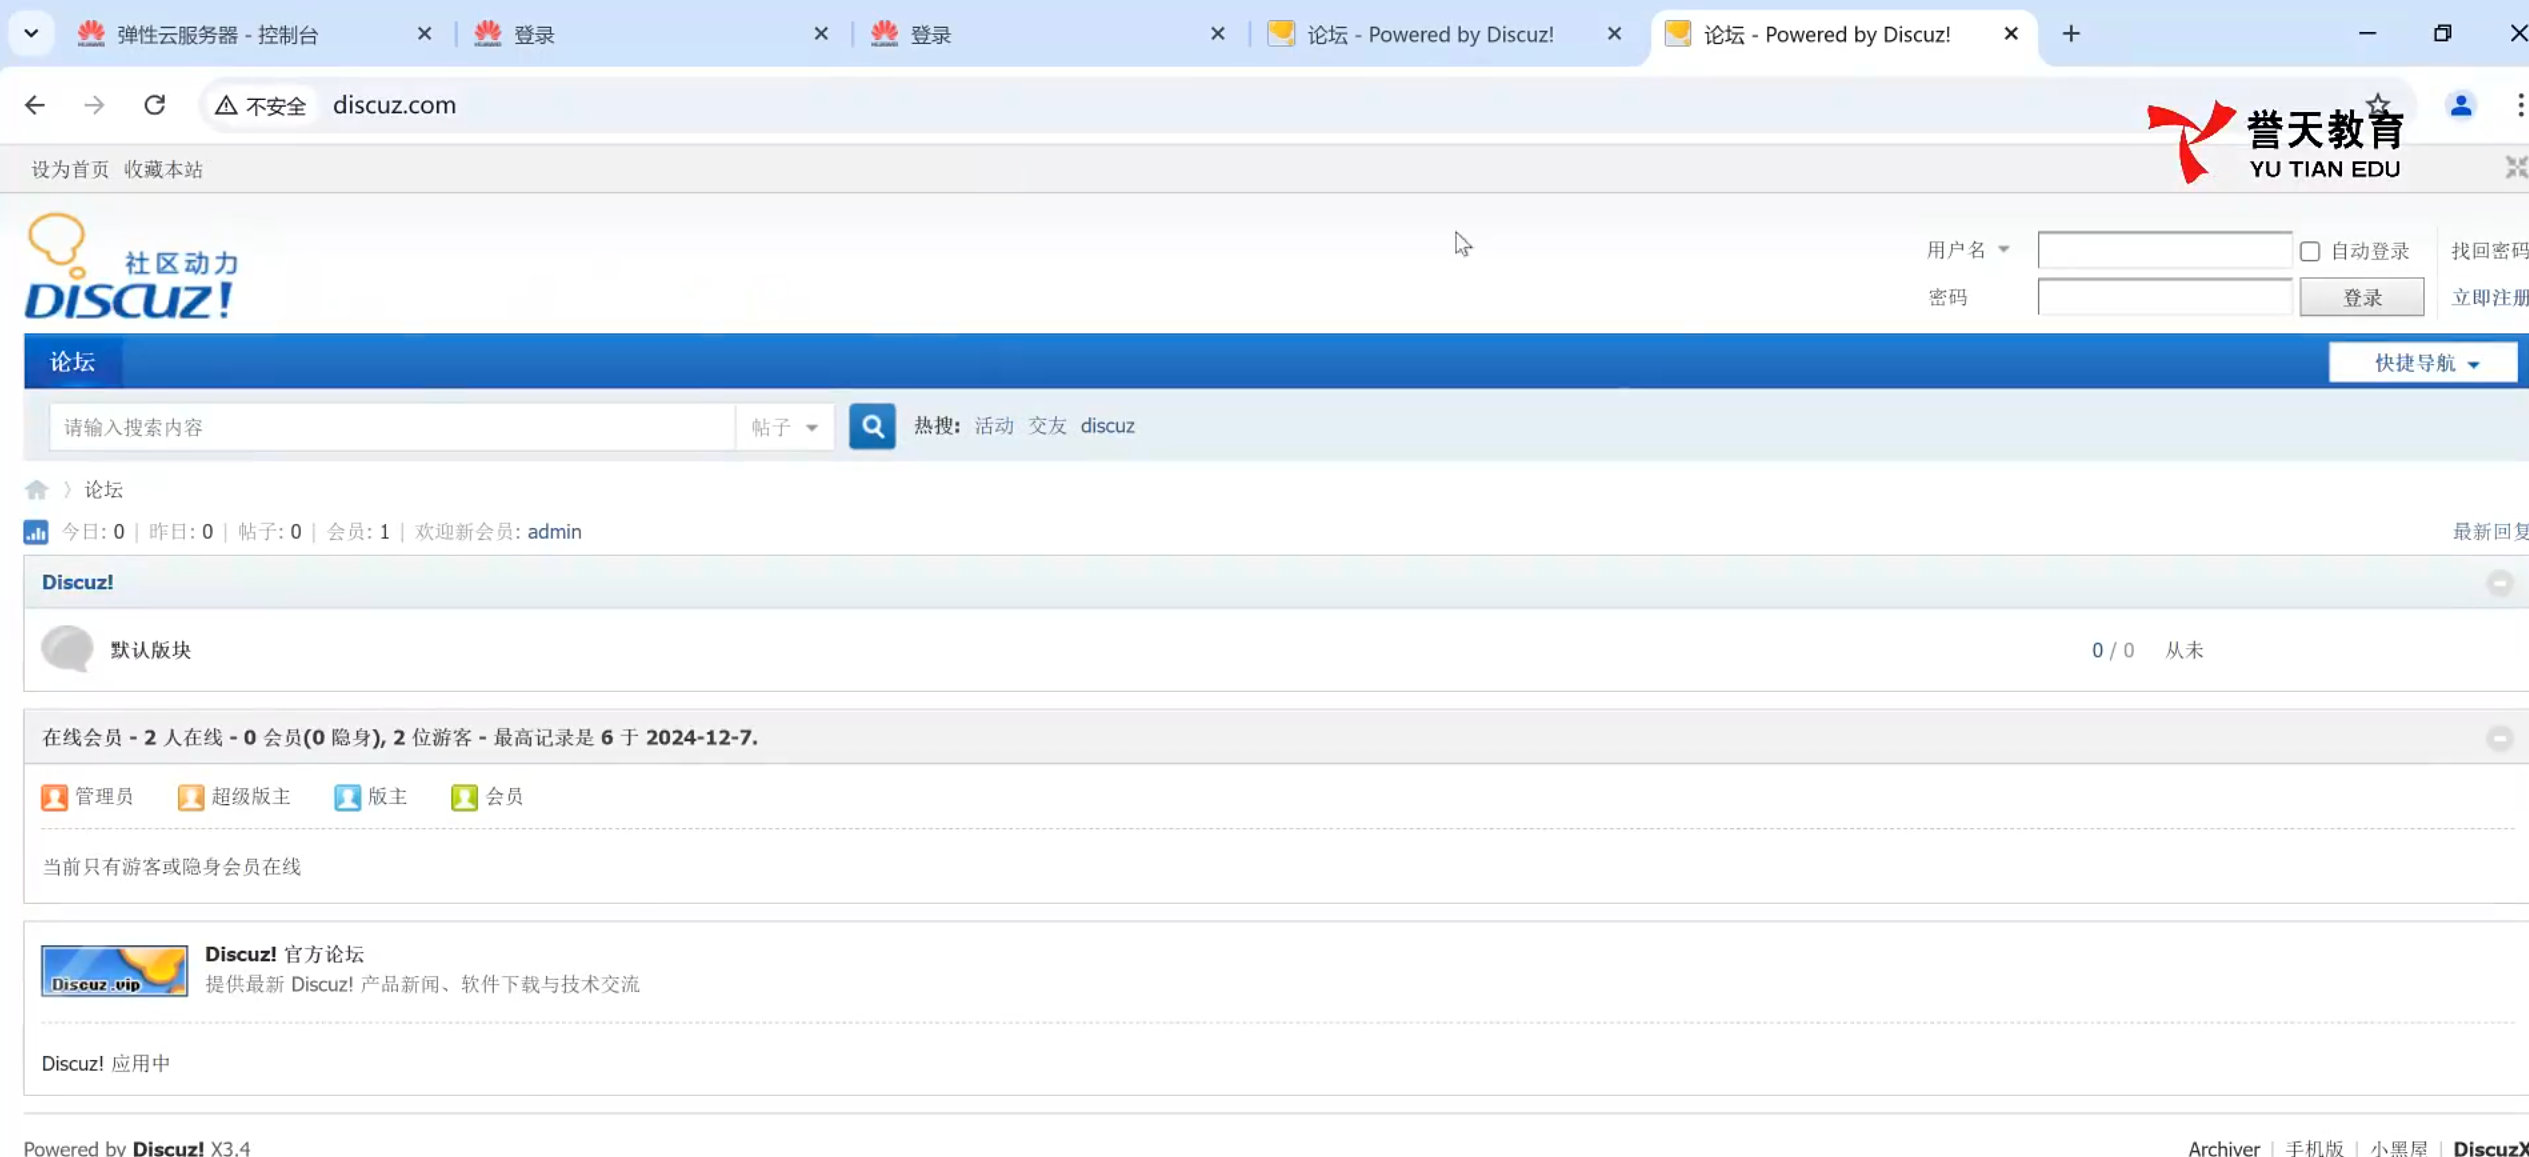 弹性云服务器 - 控制台
登录
登录
论坛 - Powered by Discuz!
论坛 - Powered by Discuz!
不安全 discuz.com
誉天教育
YU TIAN EDU
设为首页 收藏本站
社区动力
DISCUZ!
用户名
自动登录
找回密码
密码
登录
立即注册
论坛
快捷导航
请输入搜索内容
帖子
热搜: 活动 交友 discuz
论坛
今日: 0 | 昨日: 0 | 帖子: 0 | 会员: 1 | 欢迎新会员: admin
最新回复
Discuz!
默认版块
0 / 0
从未
在线会员 - 2 人在线 - 0 会员(0 隐身), 2 位游客 - 最高记录是 6 于 2024-12-7.
管理员 超级版主 版主 会员
当前只有游客或隐身会员在线
Discuz.vip
Discuz! 官方论坛
提供最新 Discuz! 产品新闻、软件下载与技术交流
Discuz! 应用中
Powered by Discuz! X3.4
Archiver | 手机版 | 小黑屋 | DiscuzX